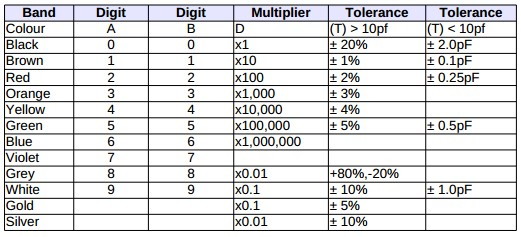 Band Digit Digit Multiplier Tolerance Tolerance
Colour A B D (T) > 10pf (T) < 10pf
Black 0 0 x1 ± 20% ± 2.0pF
Brown 1 1 x10 ± 1% ± 0.1pF
Red 2 2 x100 ± 2% ± 0.25pF
Orange 3 3 x1,000 ± 3%
Yellow 4 4 x10,000 ± 4%
Green 5 5 x100,000 ± 5% ± 0.5pF
Blue 6 6 x1,000,000
Violet 7 7
Grey 8 8 x0.01 +80%,-20%
White 9 9 x0.1 ± 10% ± 1.0pF
Gold x0.1 ± 5%
Silver x0.01 ± 10%